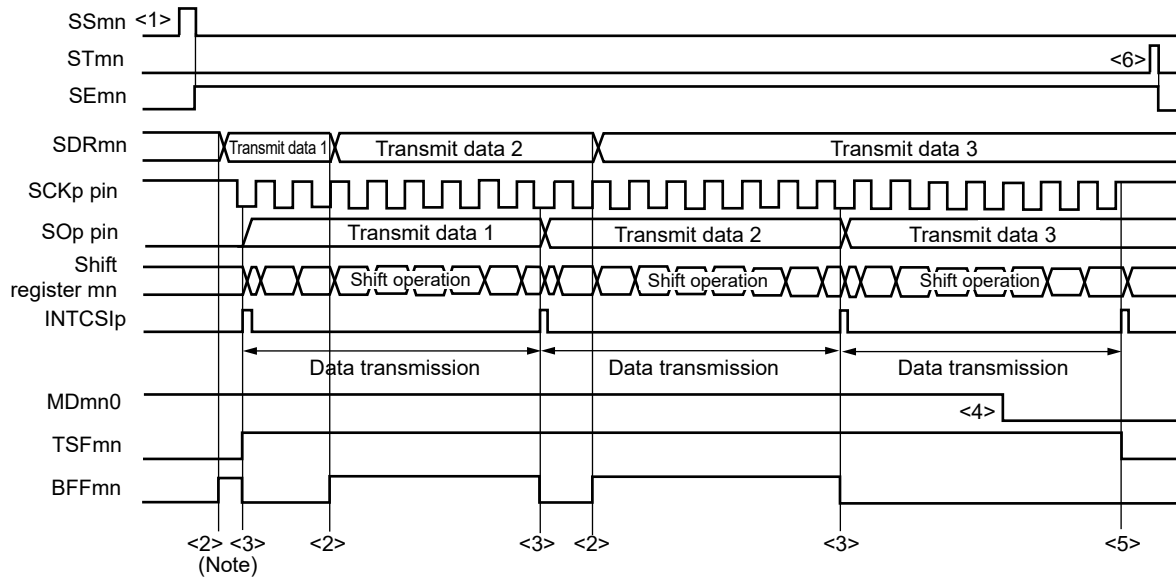 SSmn <1>
STmn <6>
SEmn
SDRmn Transmit data 1 Transmit data 2 Transmit data 3
SCKp pin
SOp pin Transmit data 1 Transmit data 2 Transmit data 3
Shift
register mn Shift operation Shift operation Shift operation
INTCSIp
Data transmission Data transmission Data transmission
MDmn0 <4>
TSFmn
BFFmn
<2> <3> <2> <3> <2> <3> <5>
(Note)